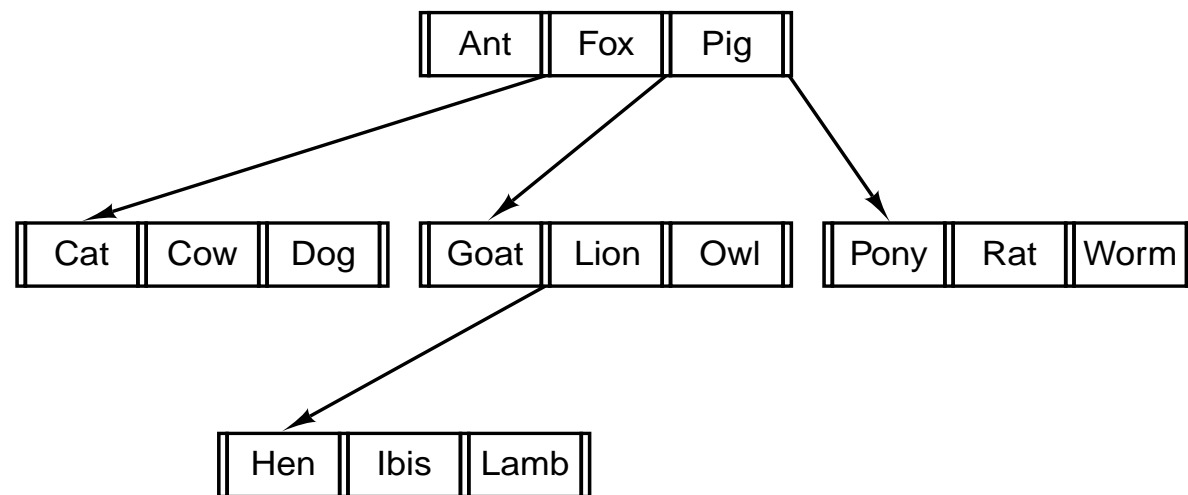 Ant Fox Pig
Cat Cow Dog Goat Lion Owl Pony Rat Worm
Hen Ibis Lamb